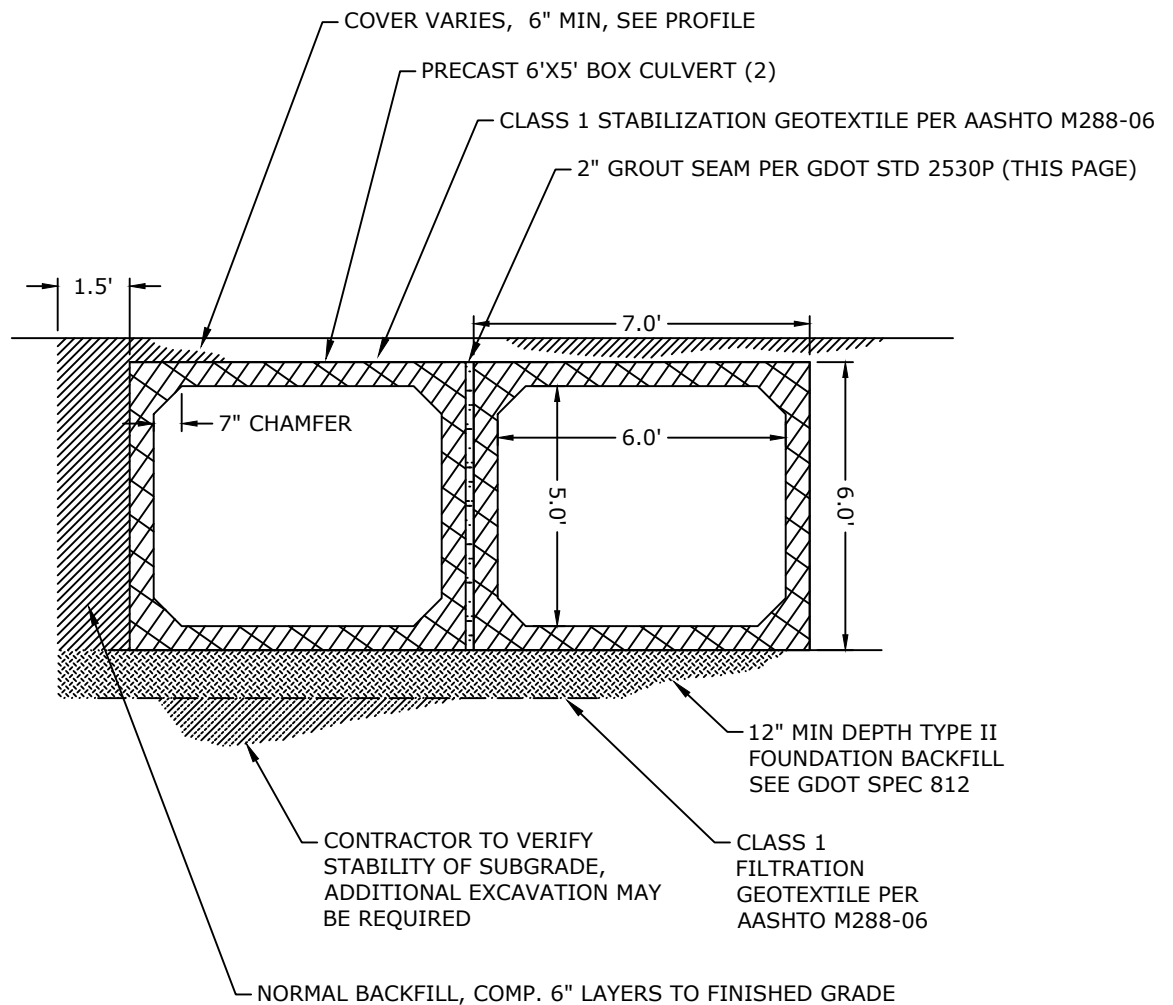 COVER VARIES, 6" MIN, SEE PROFILE
PRECAST 6'X5' BOX CULVERT (2)
CLASS 1 STABILIZATION GEOTEXTILE PER AASHTO M288-06
2" GROUT SEAM PER GDOT STD 2530P (THIS PAGE)
1.5'
7.0'
7" CHAMFER
6.0'
5.0'
6.0'
12" MIN DEPTH TYPE II
FOUNDATION BACKFILL
SEE GDOT SPEC 812
CONTRACTOR TO VERIFY
STABILITY OF SUBGRADE,
ADDITIONAL EXCAVATION MAY
BE REQUIRED
CLASS 1
FILTRATION
GEOTEXTILE PER
AASHTO M288-06
NORMAL BACKFILL, COMP. 6" LAYERS TO FINISHED GRADE